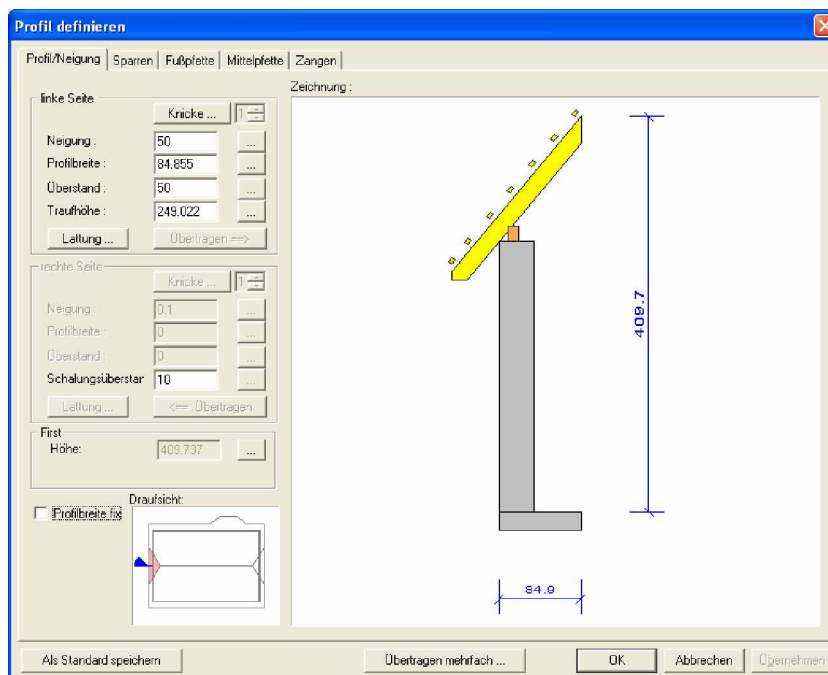 Profil definieren
Profil/Neigung
Sparren
Fußpfette
Mittelpfette
Zangen
linke Seite
Knicke ...
1
Neigung :
50
...
Profilbreite :
84.855
...
Überstand :
50
...
Traufhöhe :
249.022
...
Lattung ...
Übertragen ==>
rechte Seite
Knicke ...
1
Neigung :
0.1
...
Profilbreite :
0
...
Überstand :
0
...
Schalungsüberstar
10
...
Lattung ...
<== Übertragen
First
Höhe:
409.737
...
Profilbreite fix
Draufsicht:
Zeichnung :
409.7
84.9
Als Standard speichern
Übertragen mehrfach ...
OK
Abbrechen
Übernehmen